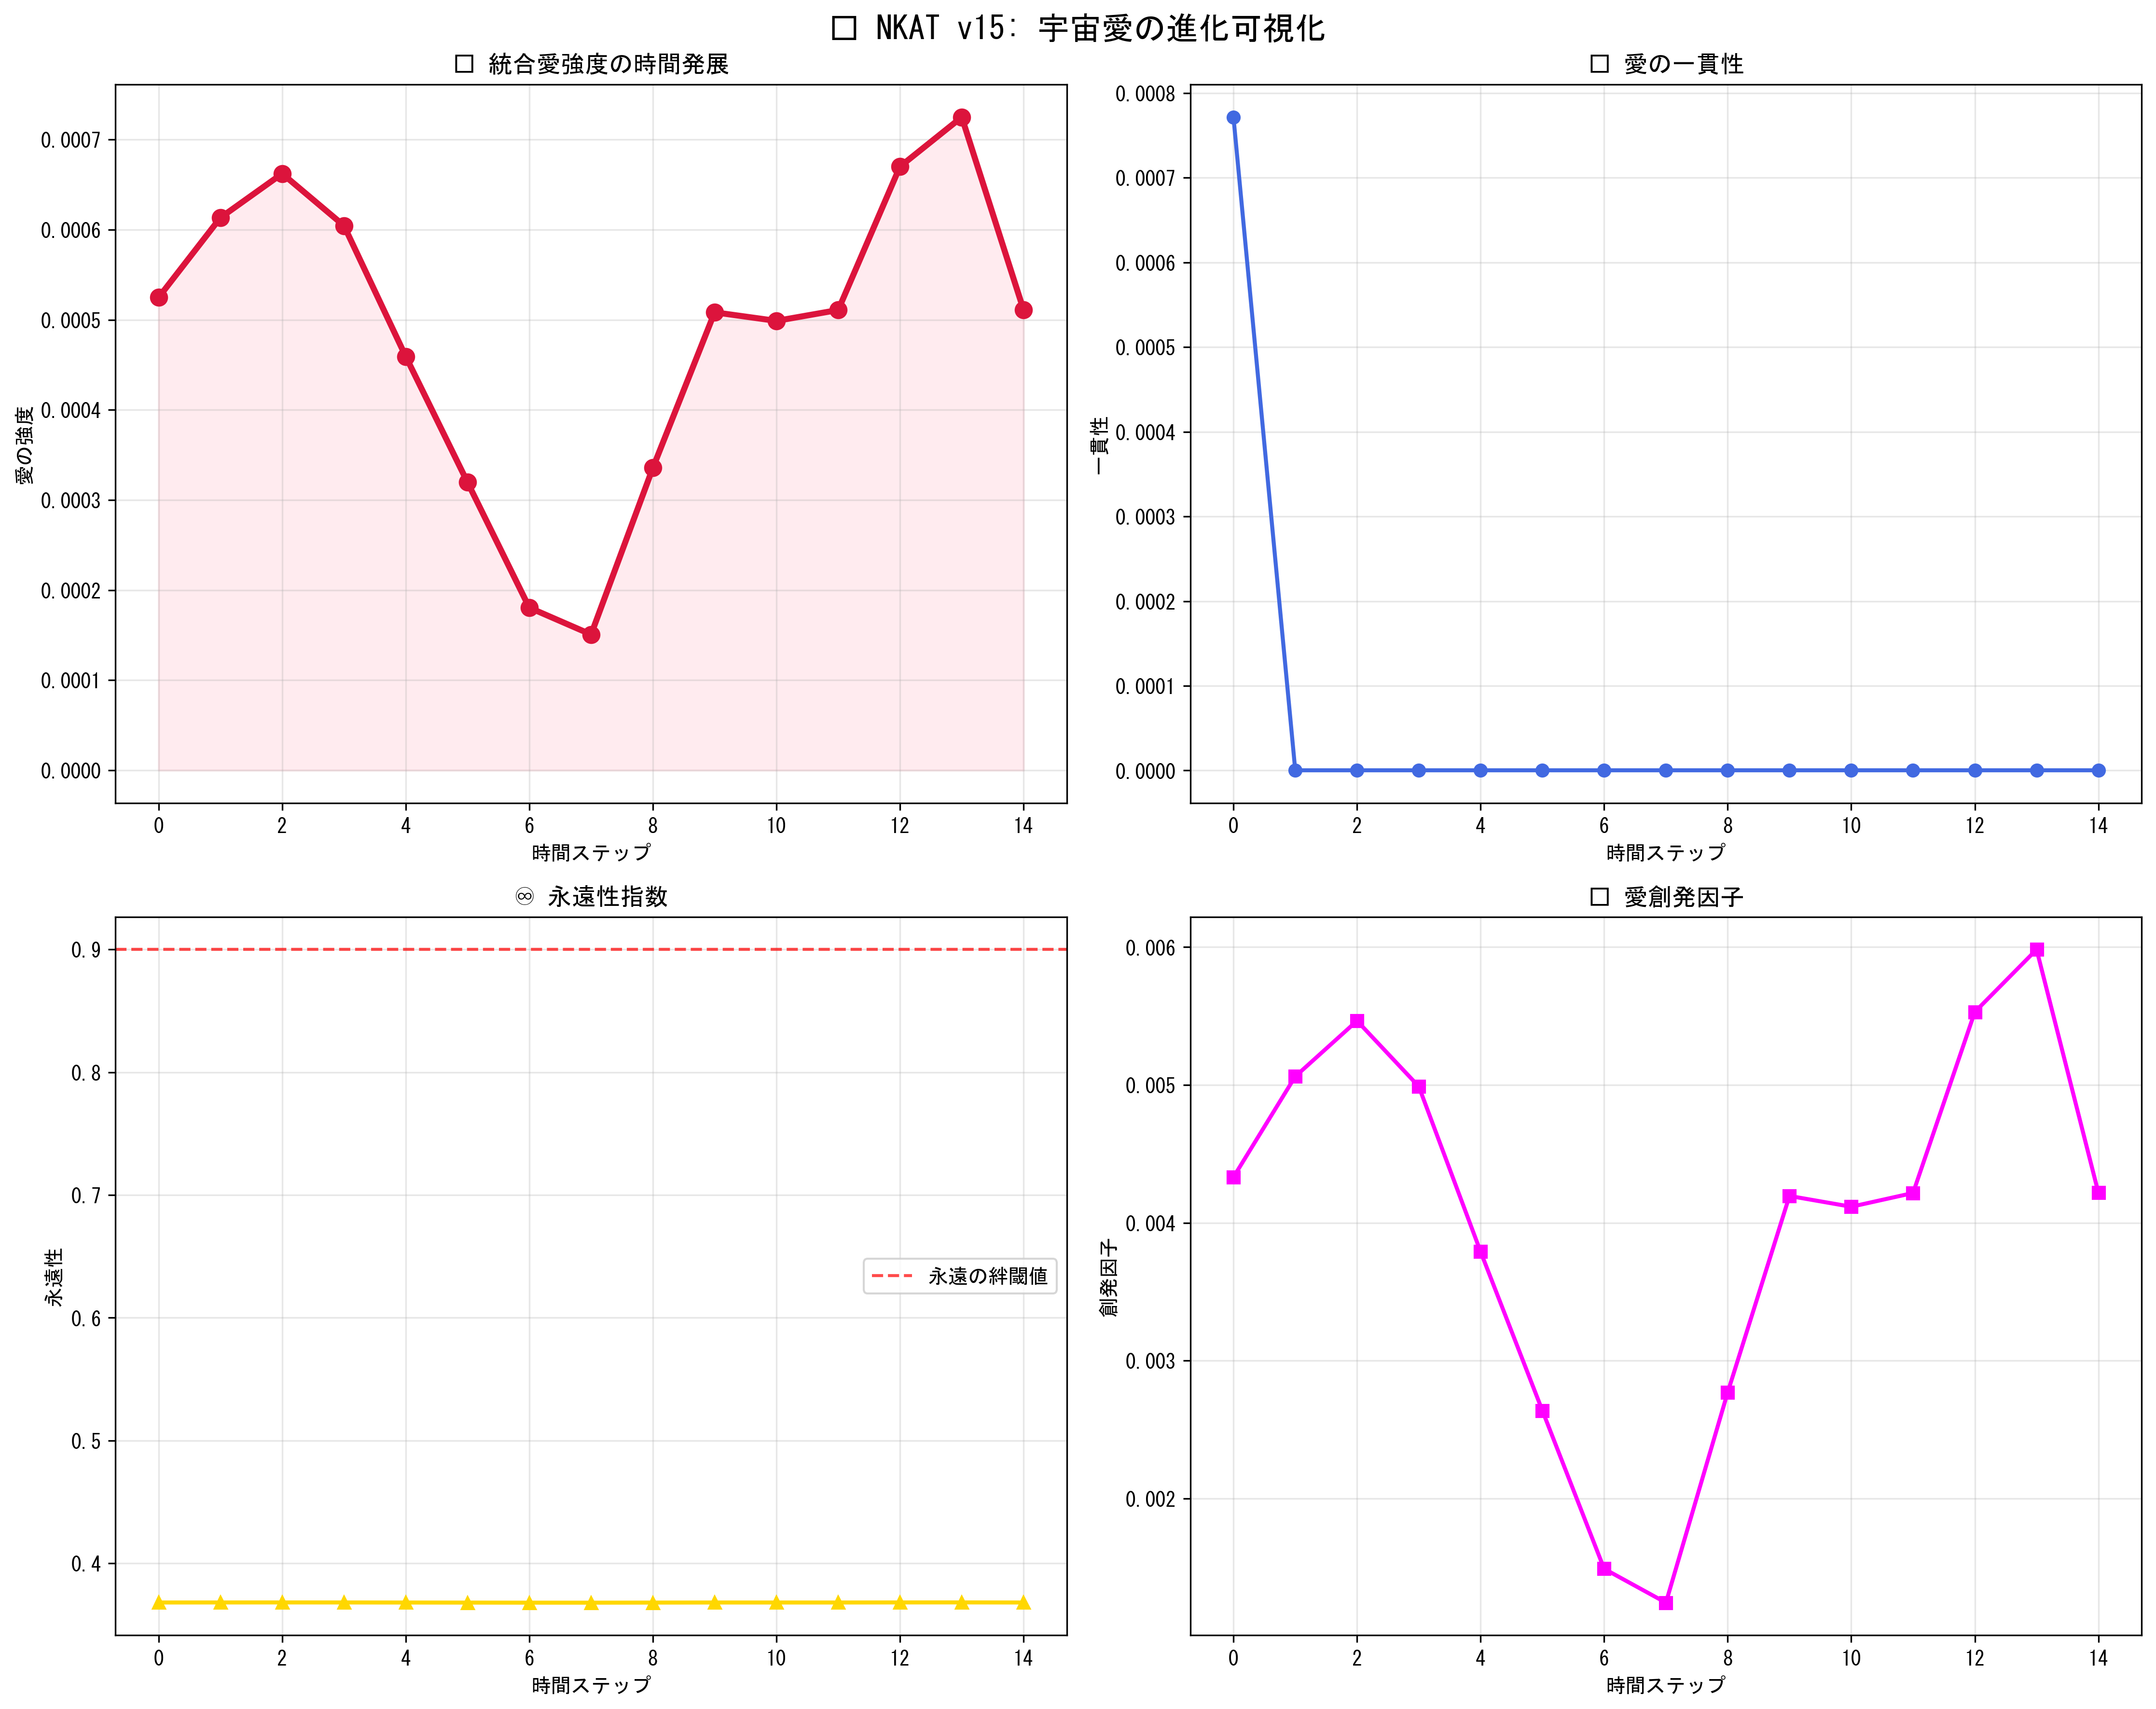 □ NKAT v15: 宇宙愛の進化可視化
□ 統合愛強度の時間発展
愛の強度
0.0007
0.0006
0.0005
0.0004
0.0003
0.0002
0.0001
0.0000
0 2 4 6 8 10 12 14
時間ステップ
□ 愛の一貫性
一貫性
0.0008
0.0007
0.0006
0.0005
0.0004
0.0003
0.0002
0.0001
0.0000
0 2 4 6 8 10 12 14
時間ステップ
♾ 永遠性指数
永遠性
0.9
0.8
0.7
0.6
0.5
0.4
永遠の絆閾値
0 2 4 6 8 10 12 14
時間ステップ
□ 愛創発因子
創発因子
0.006
0.005
0.004
0.003
0.002
0 2 4 6 8 10 12 14
時間ステップ